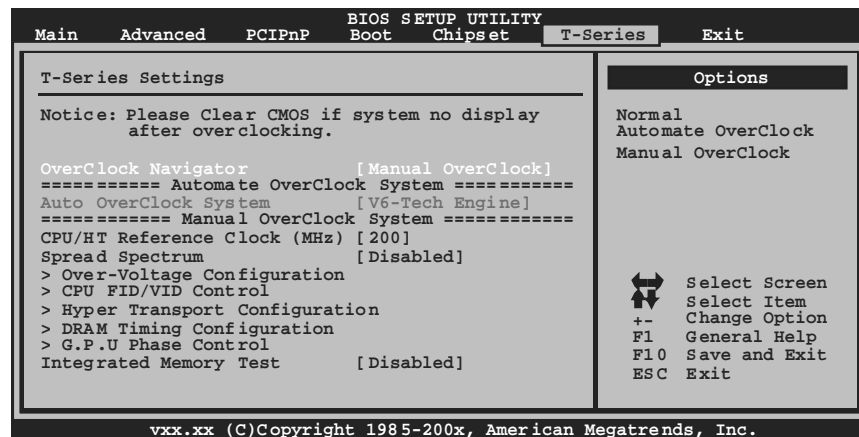 BIOS SETUP UTILITY
Main Advanced PCIPnP Boot Chipset T-Series Exit
T-Series Settings
Notice: Please Clear CMOS if system no display
after overclocking.
OverClock Navigator [Manual OverClock]
=========== Automate OverClock System ===========
Auto OverClock System [V6-Tech Engine]
============ Manual OverClock System ============
CPU/HT Reference Clock (MHz) [200]
Spread Spectrum [Disabled]
> Over-Voltage Configuration
> CPU FID/VID Control
> Hyper Transport Configuration
> DRAM Timing Configuration
> G.P.U Phase Control
Integrated Memory Test [Disabled]
Options
Normal
Automate OverClock
Manual OverClock
Select Screen
Select Item
+- Change Option
F1 General Help
F10 Save and Exit
ESC Exit
vxx.xx (C)Copyright 1985-200x, American Megatrends, Inc.